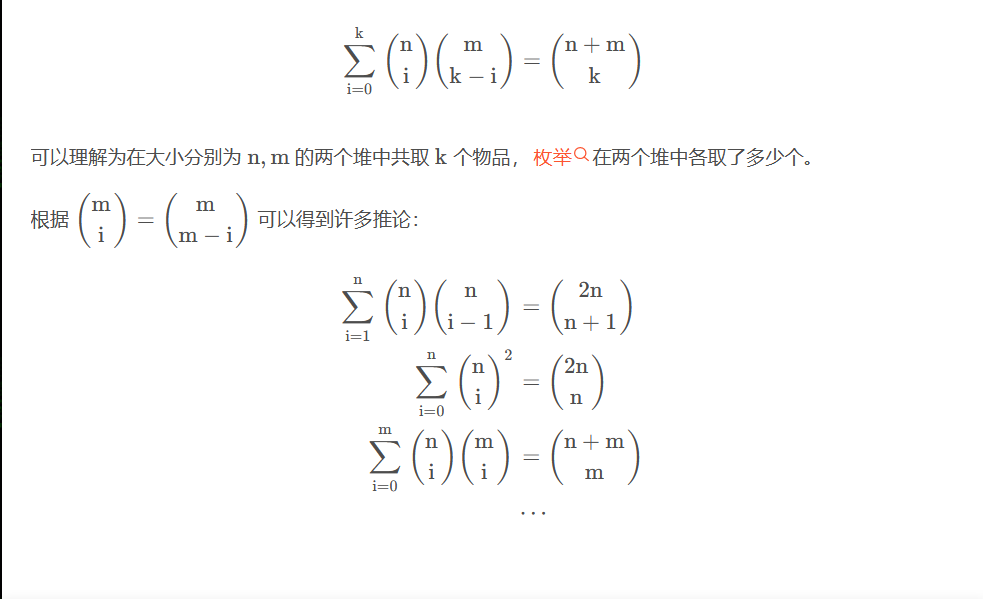 $$\sum_{i=0}^{k} \binom{n}{i} \binom{m}{k-i} = \binom{n+m}{k}$$
可以理解为在大小分别为 n, m 的两个堆中共取 k 个物品，枚举在两个堆中各取了多少个。
根据 $\binom{m}{i} = \binom{m}{m-i}$ 可以得到许多推论：
$$\sum_{i=1}^{n} \binom{n}{i} \binom{n}{i-1} = \binom{2n}{n+1}$$
$$\sum_{i=0}^{n} \binom{n}{i}^2 = \binom{2n}{n}$$
$$\sum_{i=0}^{m} \binom{n}{i} \binom{m}{i} = \binom{n+m}{m}$$
...